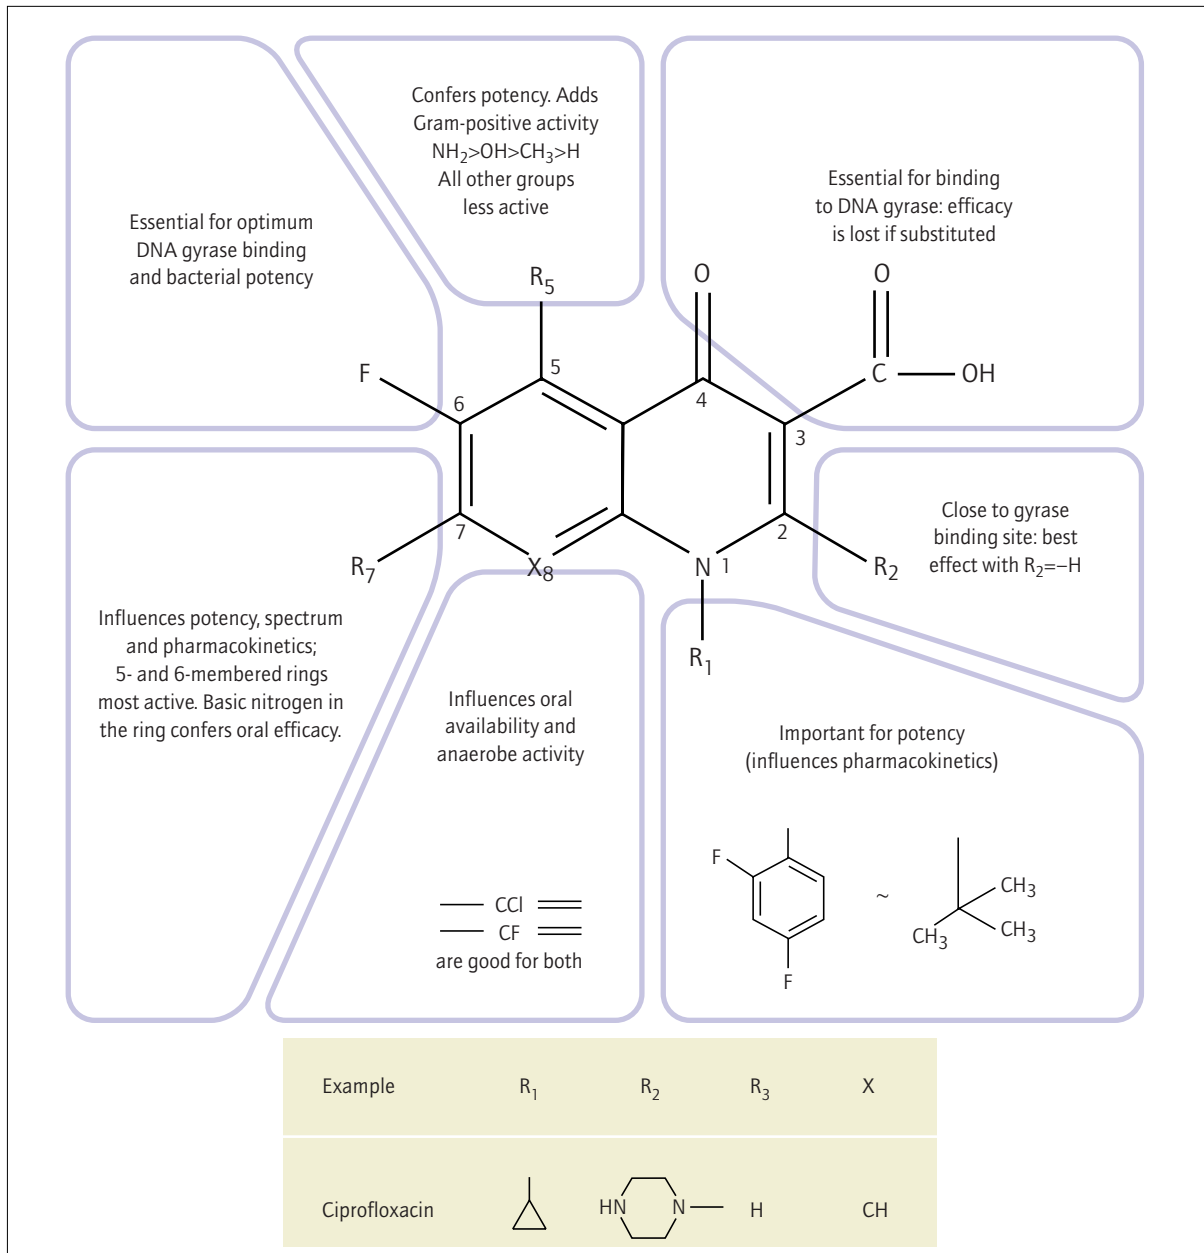 Confers potency. Adds
Gram-positive activity
NH₂>OH>CH₃>H
All other groups
less active
Essential for optimum
DNA gyrase binding
and bacterial potency
Essential for binding
to DNA gyrase: efficacy
is lost if substituted
R₅
O
O
F
5
4
C
OH
6
3
7
2
R₇
X₈
N
1
R₂
R₁
Close to gyrase
binding site: best
effect with R₂=–H
Influences potency, spectrum
and pharmacokinetics;
5- and 6-membered rings
most active. Basic nitrogen in
the ring confers oral efficacy.
Influences oral
availability and
anaerobe activity
CCl
CF
are good for both
Important for potency
(influences pharmacokinetics)
F
F
~
CH₃
CH₃
CH₃
Example R₁ R₂ R₃ X
Ciprofloxacin HN N H CH